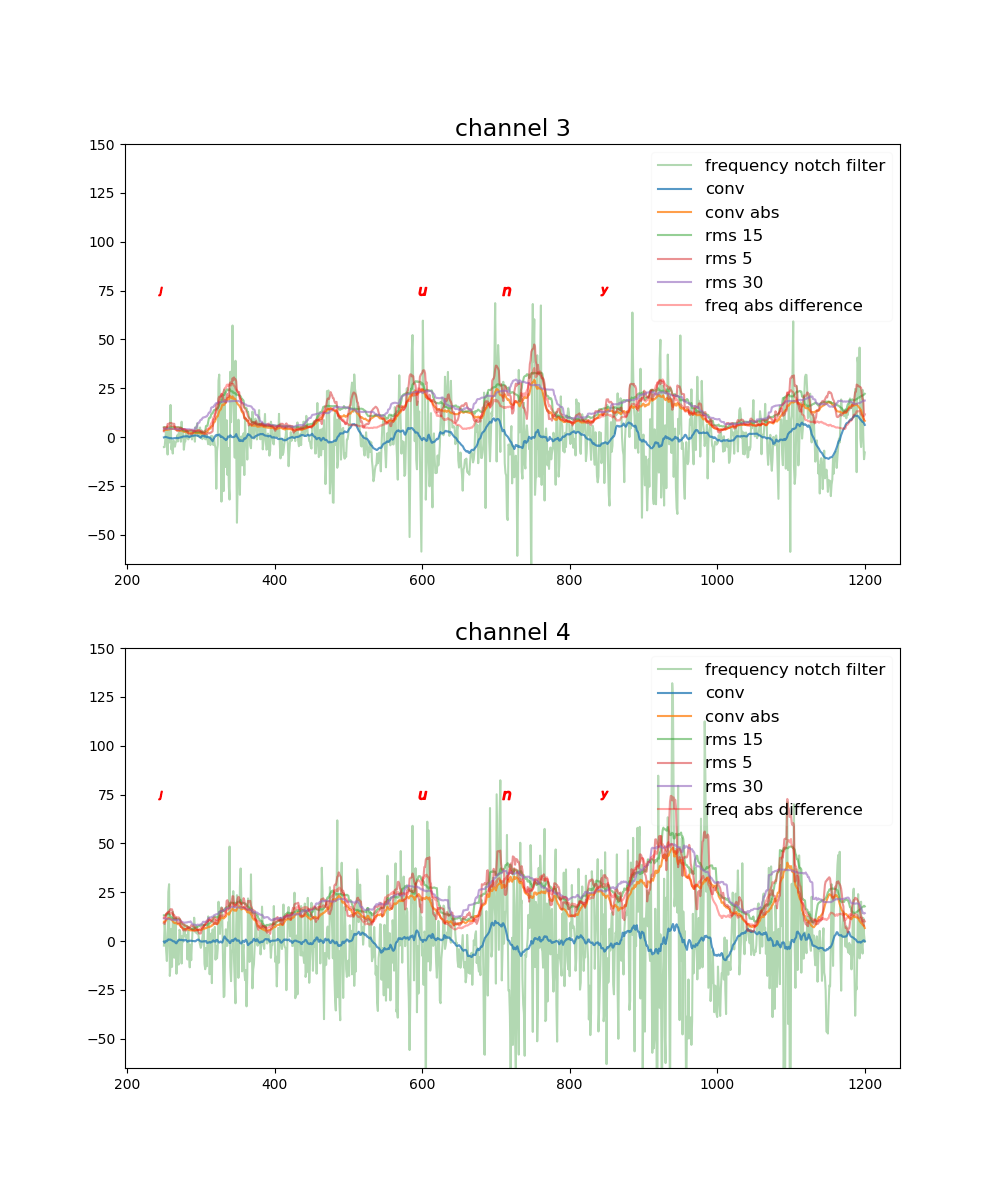 channel 3
150
125
100
75
50
25
0
−25
−50
frequency notch filter
conv
conv abs
rms 15
rms 5
rms 30
freq abs difference
J u n y
200 400 600 800 1000 1200
channel 4
150
125
100
75
50
25
0
−25
−50
frequency notch filter
conv
conv abs
rms 15
rms 5
rms 30
freq abs difference
J u n y
200 400 600 800 1000 1200